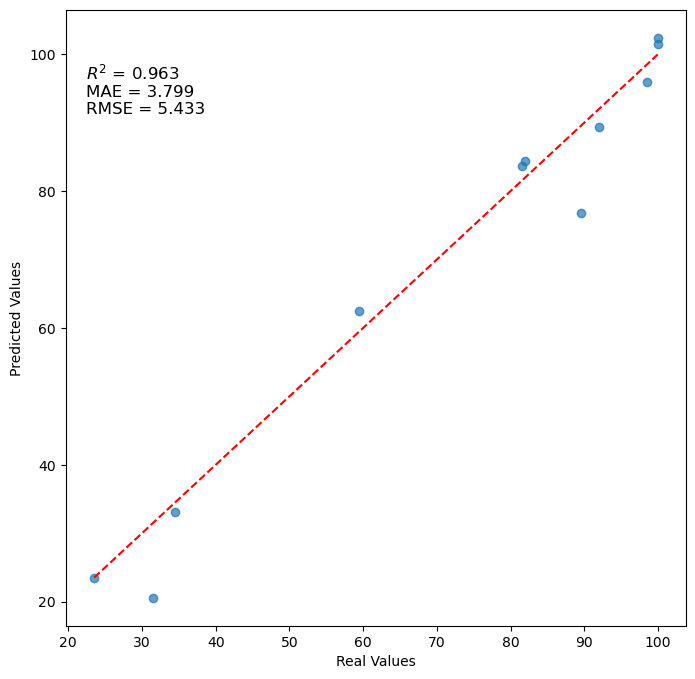 100
80
60
40
20
Predicted Values
R² = 0.963
MAE = 3.799
RMSE = 5.433
20 30 40 50 60 70 80 90 100
Real Values